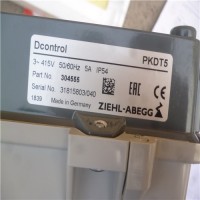 Dcontrol PKDT5
3~ 415V 50/60Hz 5A IP54
Part No. 304585
Serial No. 31815803/040
1839 Made in Germany ZIEHL-ABEGG